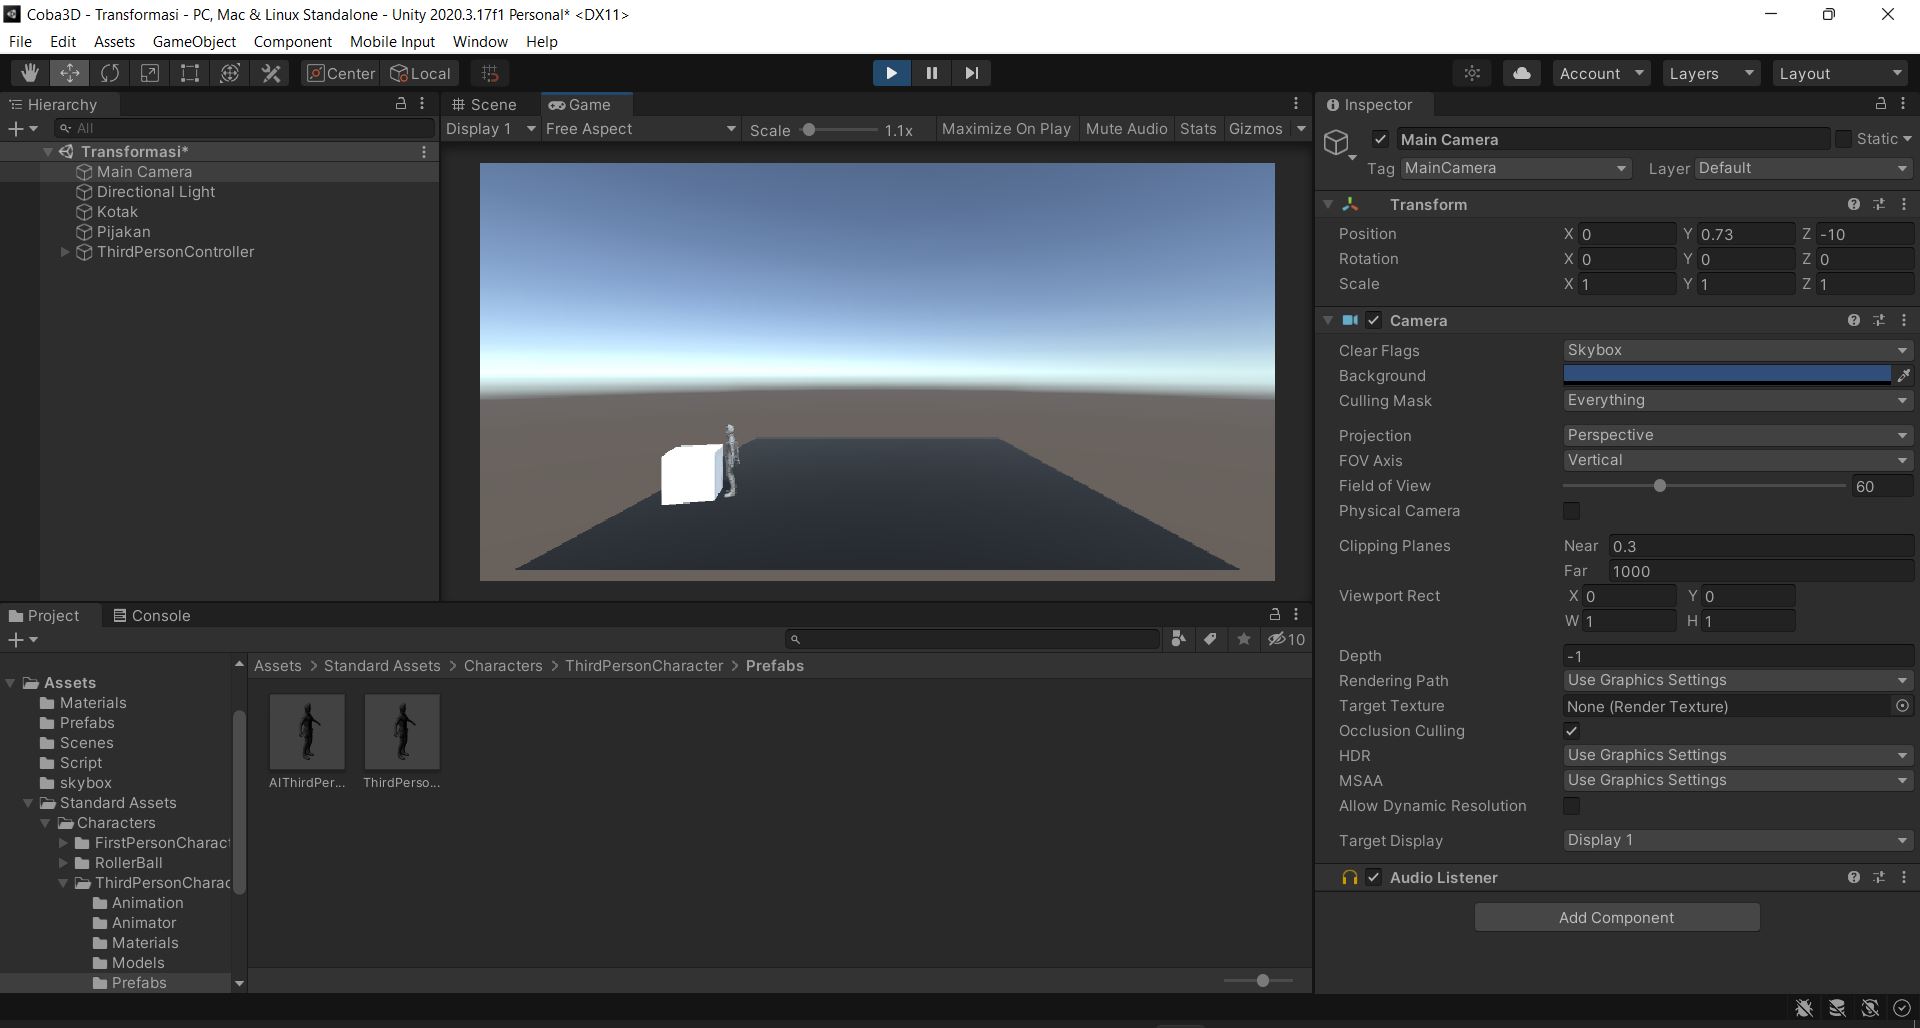 Coba3D - Transformasi - PC, Mac & Linux Standalone - Unity 2020.3.17f1 Personal* <DX11>
File Edit Assets GameObject Component Mobile Input Window Help
Center Local Account Layers Layout
Hierarchy
All
Transformasi*
Main Camera
Directional Light
Kotak
Pijakan
ThirdPersonController
Scene Game
Display 1 Free Aspect Scale 1.1x Maximize On Play Mute Audio Stats Gizmos
Inspector
Main Camera Static
Tag MainCamera Layer Default
Transform
Position X 0 Y 0.73 Z -10
Rotation X 0 Y 0 Z 0
Scale X 1 Y 1 Z 1
Camera
Clear Flags Skybox
Background
Culling Mask Everything
Projection Perspective
FOV Axis Vertical
Field of View 60
Physical Camera
Clipping Planes Near 0.3
Far 1000
Viewport Rect X 0 Y 0
W 1 H 1
Depth -1
Rendering Path Use Graphics Settings
Target Texture None (Render Texture)
Occlusion Culling
HDR Use Graphics Settings
MSAA Use Graphics Settings
Allow Dynamic Resolution
Target Display Display 1
Audio Listener
Add Component
Project Console
10
Assets
Materials
Prefabs
Scenes
Script
skybox
Standard Assets
Characters
FirstPersonCharact
RollerBall
ThirdPersonCharac
Animation
Animator
Materials
Models
Prefabs
Assets > Standard Assets > Characters > ThirdPersonCharacter > Prefabs
AIThirdPer... ThirdPerso...